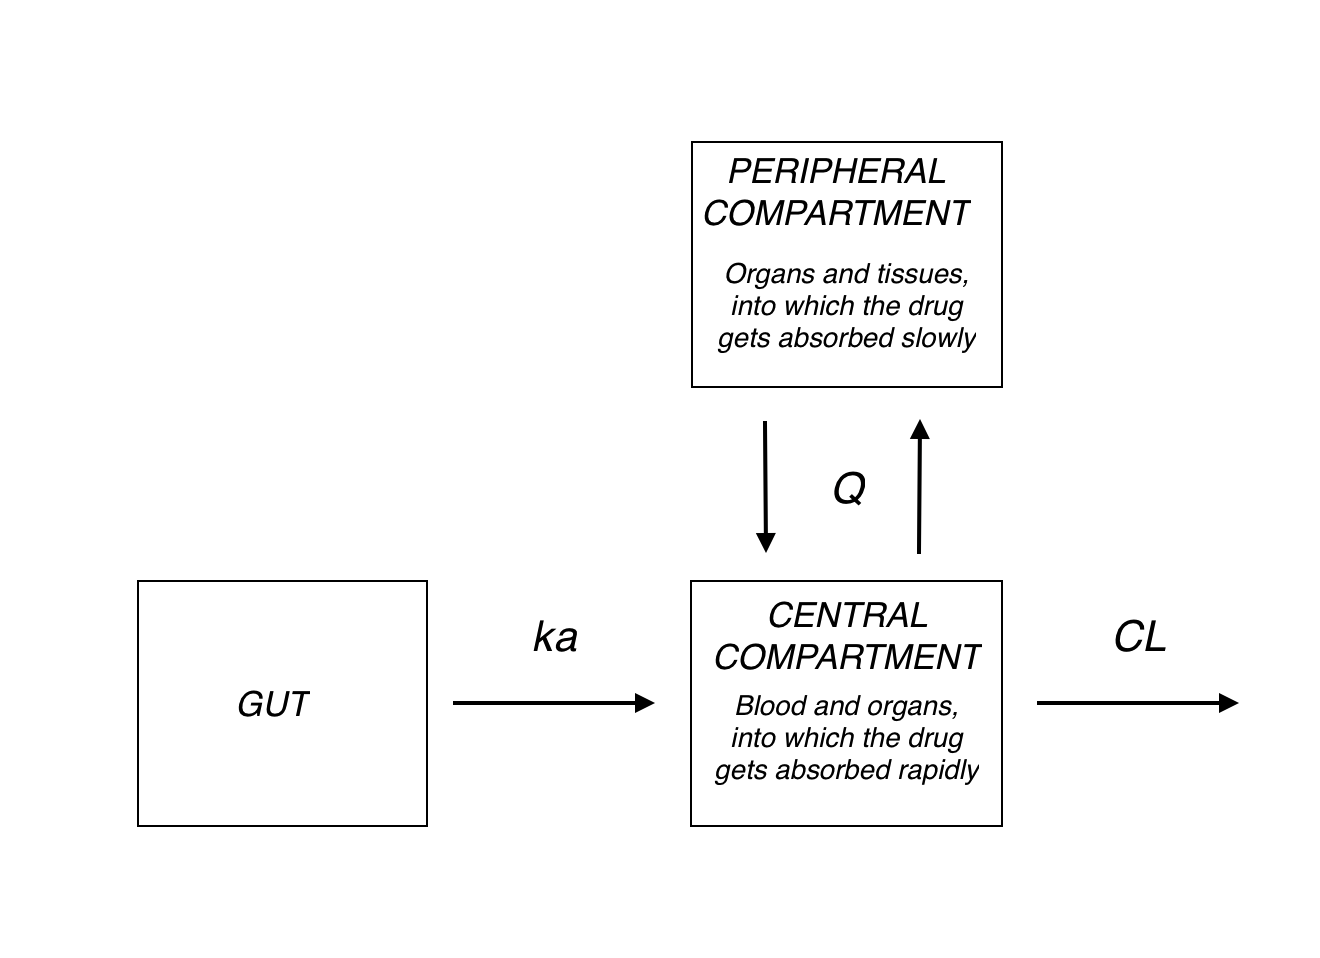 PERIPHERAL
COMPARTMENT
Organs and tissues,
into which the drug
gets absorbed slowly
Q
GUT
ka
CENTRAL
COMPARTMENT
Blood and organs,
into which the drug
gets absorbed rapidly
CL